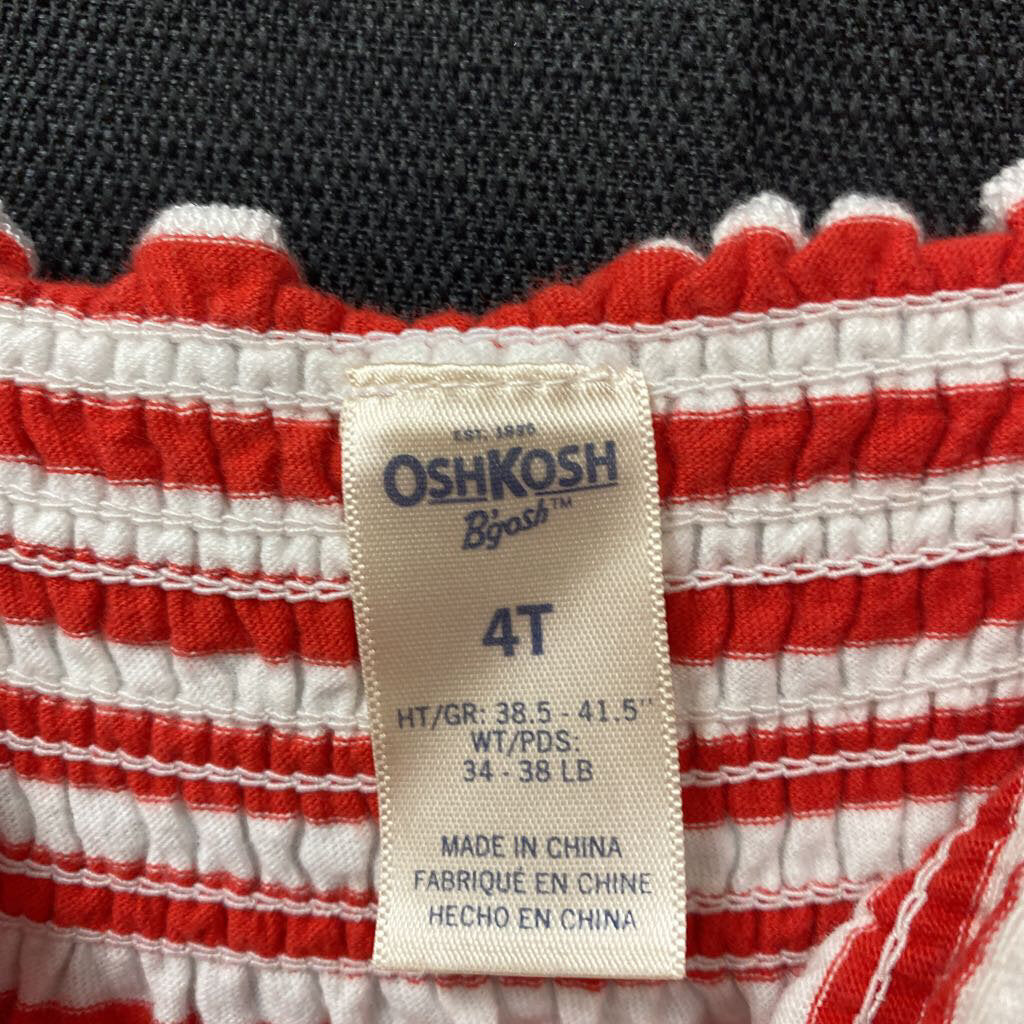 EST. 1895
OSHKOSH
B'gosh™
4T
HT/GR: 38.5 - 41.5"
WT/PDS:
34 - 38 LB
MADE IN CHINA
FABRIQUÉ EN CHINE
HECHO EN CHINA